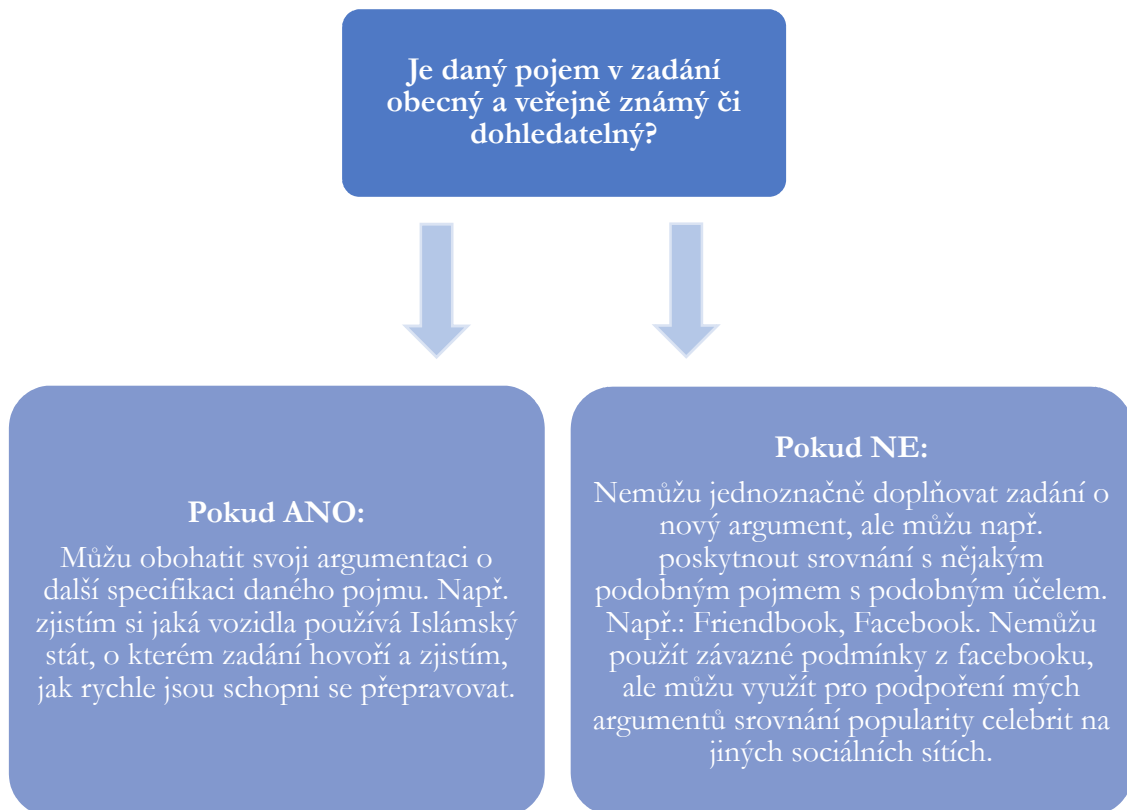 Je daný pojem v zadání
obecný a veřejně známý či
dohledatelný?
Pokud ANO:
Můžu obohatit svoji argumentaci o
další specifikaci daného pojmu. Např.
zjistím si jaká vozidla používá Islámský
stát, o kterém zadání hovoří a zjistím,
jak rychle jsou schopni se přepravovat.
Pokud NE:
Nemůžu jednoznačně doplňovat zadání o
nový argument, ale můžu např.
poskytnout srovnání s nějakým
podobným pojmem s podobným účelem.
Např.: Friendbook, Facebook. Nemůžu
použít závazné podmínky z facebooku,
ale můžu využít pro podpoření mých
argumentů srovnání popularity celebrit na
jiných sociálních sítích.